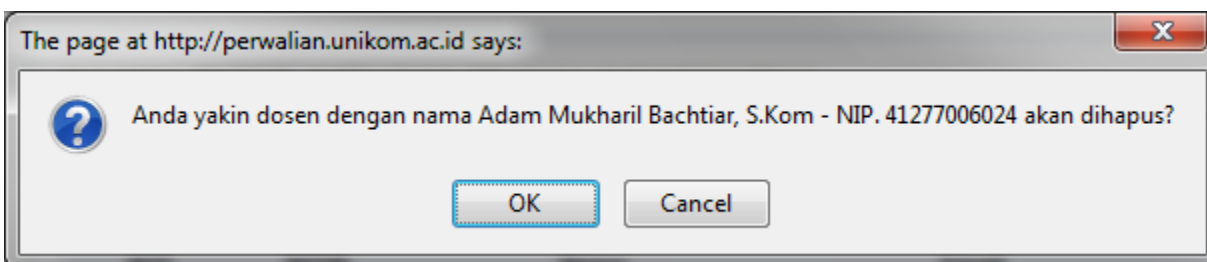 The page at http://perwalian.unikom.ac.id says:
Anda yakin dosen dengan nama Adam Mukharil Bachtiar, S.Kom - NIP. 41277006024 akan dihapus?
OK Cancel